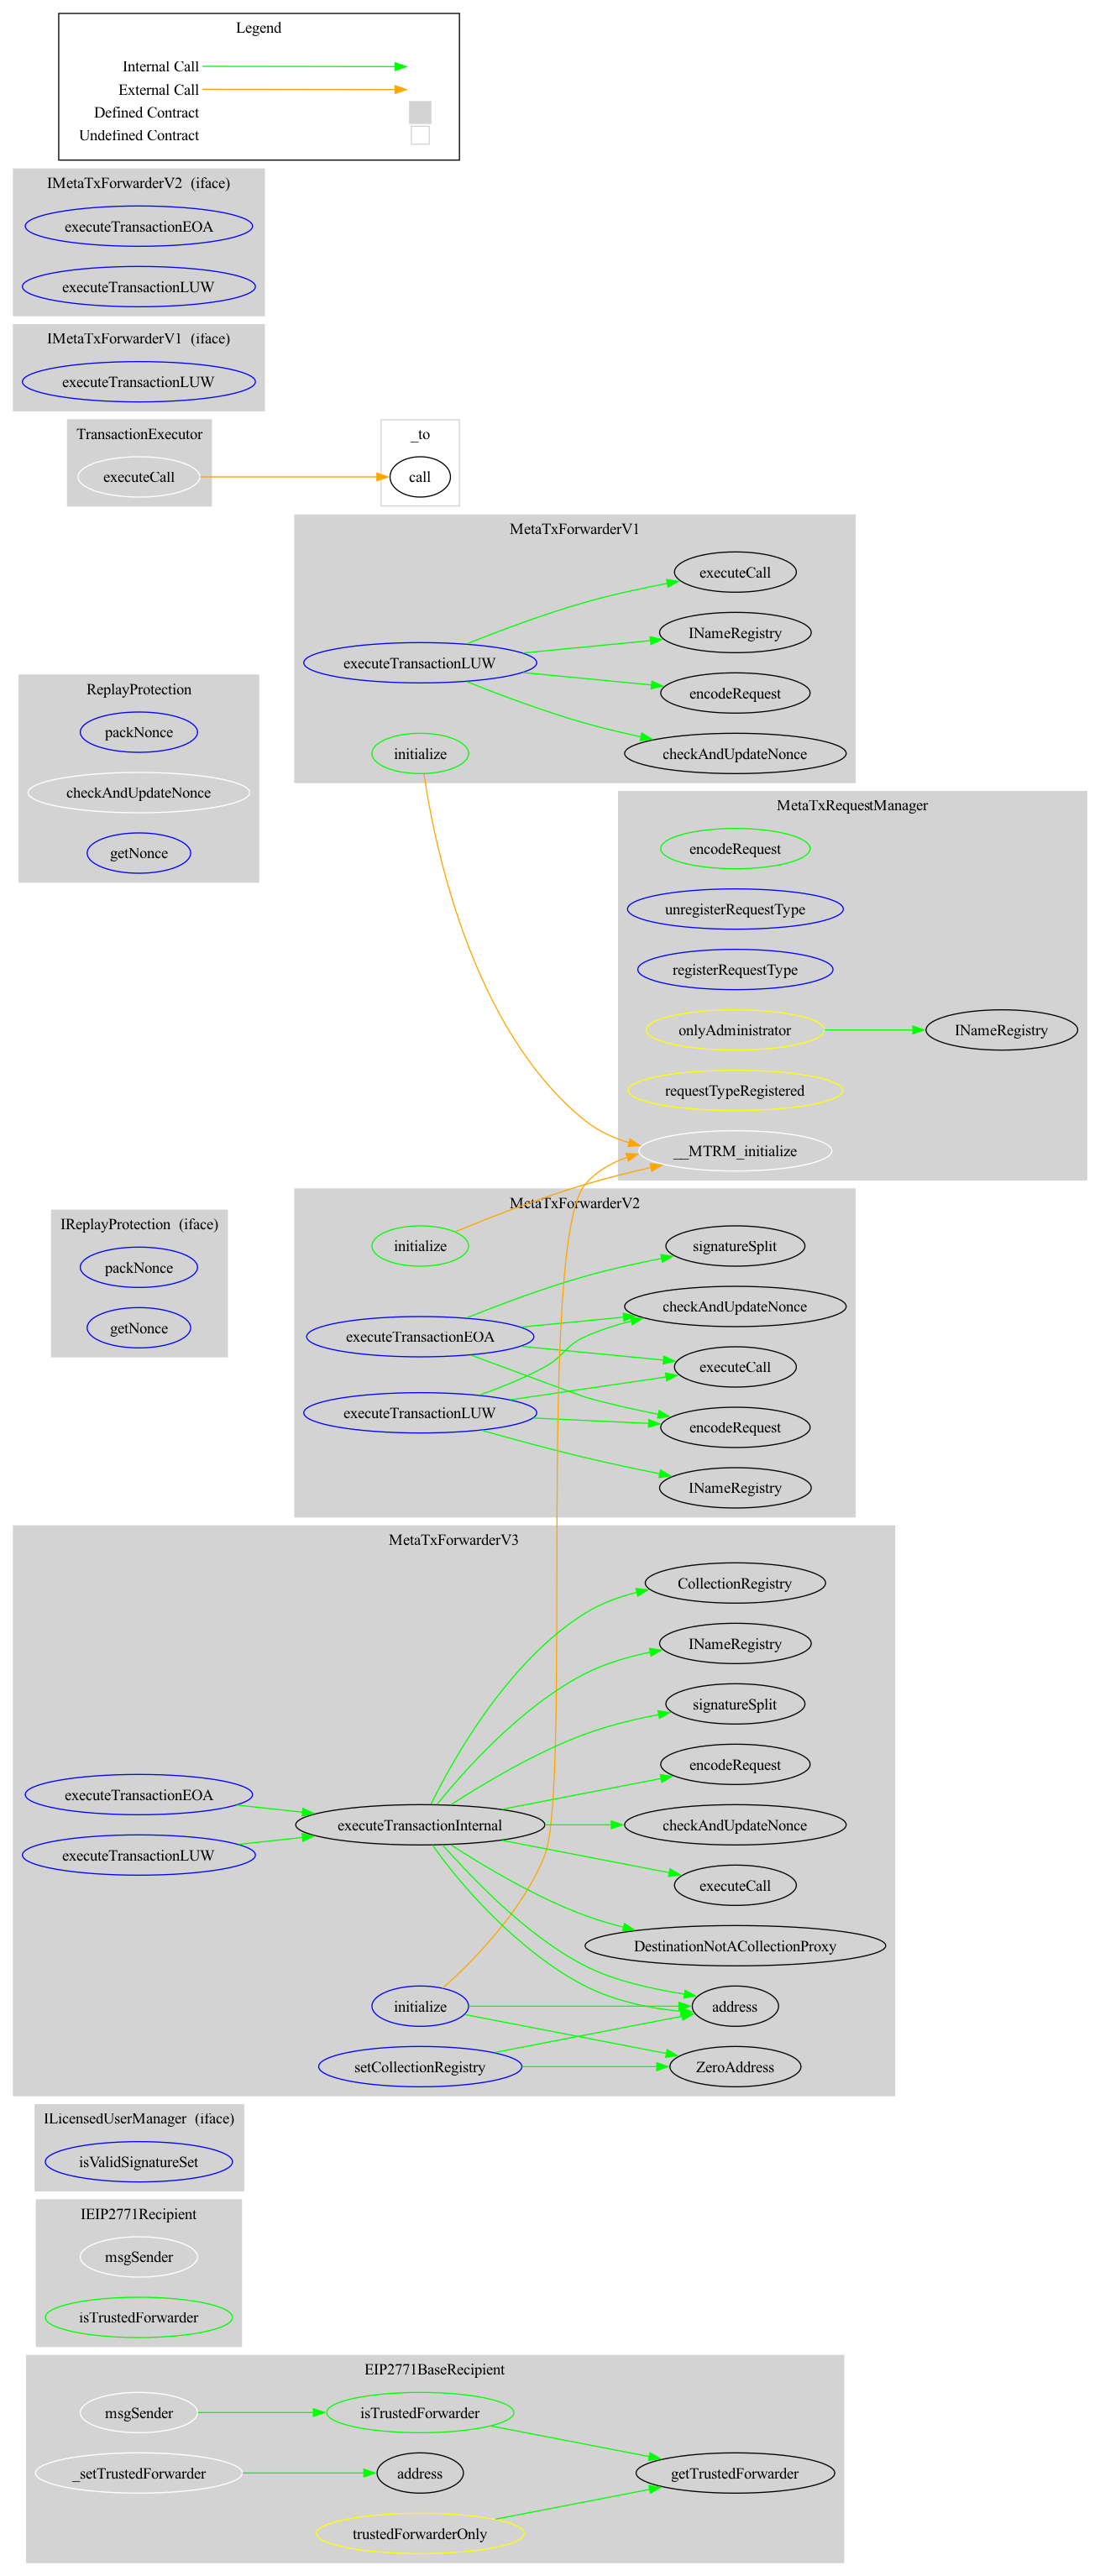 Legend
Internal Call
External Call
Defined Contract
Undefined Contract
IMetaTxForwarderV2  (iface)
executeTransactionEOA
executeTransactionLUW
IMetaTxForwarderV1  (iface)
executeTransactionLUW
TransactionExecutor
executeCall
_to
call
MetaTxForwarderV1
executeCall
INameRegistry
executeTransactionLUW
encodeRequest
initialize
checkAndUpdateNonce
ReplayProtection
packNonce
checkAndUpdateNonce
getNonce
MetaTxRequestManager
encodeRequest
unregisterRequestType
registerRequestType
onlyAdministrator
INameRegistry
requestTypeRegistered
__MTRM_initialize
IReplayProtection  (iface)
packNonce
getNonce
MetaTxForwarderV2
initialize
signatureSplit
checkAndUpdateNonce
executeTransactionEOA
executeCall
executeTransactionLUW
encodeRequest
INameRegistry
MetaTxForwarderV3
CollectionRegistry
INameRegistry
signatureSplit
encodeRequest
executeTransactionEOA
executeTransactionInternal
checkAndUpdateNonce
executeTransactionLUW
executeCall
DestinationNotACollectionProxy
initialize
address
setCollectionRegistry
ZeroAddress
ILicensedUserManager  (iface)
isValidSignatureSet
IEIP2771Recipient
msgSender
isTrustedForwarder
EIP2771BaseRecipient
msgSender
isTrustedForwarder
_setTrustedForwarder
address
getTrustedForwarder
trustedForwarderOnly